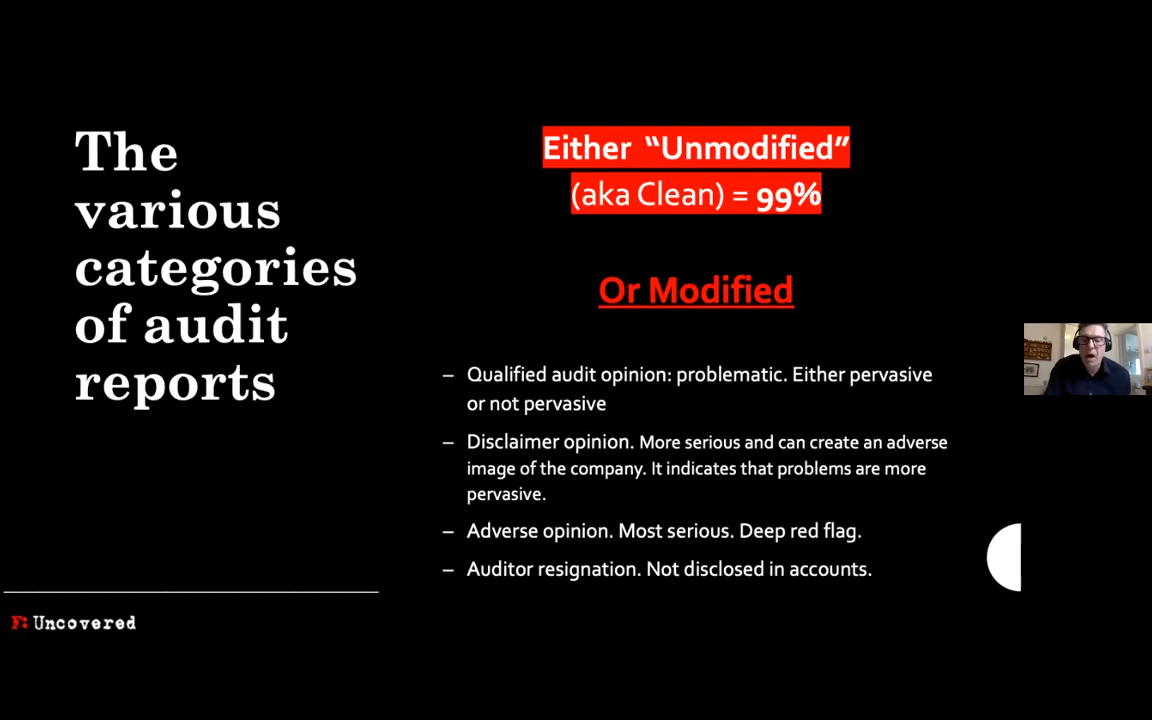 The
various
categories
of audit
reports
Either “Unmodified”
(aka Clean) = 99%
Or Modified
– Qualified audit opinion: problematic. Either pervasive
or not pervasive
– Disclaimer opinion. More serious and can create an adverse
image of the company. It indicates that problems are more
pervasive.
– Adverse opinion. Most serious. Deep red flag.
– Auditor resignation. Not disclosed in accounts.
F: Uncovered